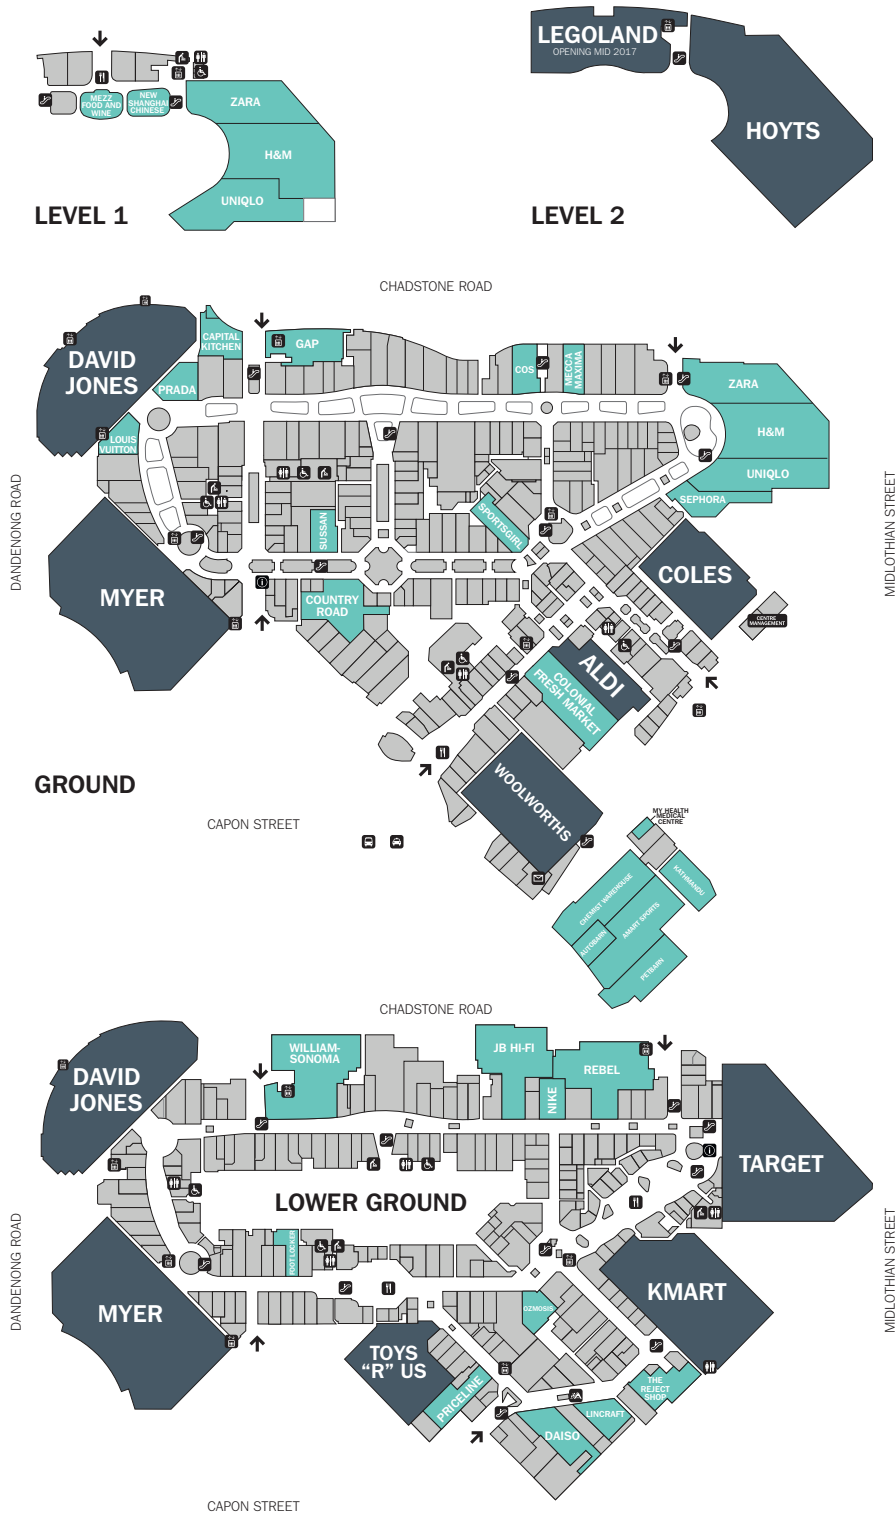 LEGOLAND
OPENING MID 2017
HOYTS
LEVEL 2
MEZZ
FOOD AND
WINE
NEW
SHANGHAI
CHINESE
ZARA
H&M
UNIQLO
LEVEL 1
CHADSTONE ROAD
DAVID
JONES
CAPITAL
KITCHEN
PRADA
LOUIS
VUITTON
GAP
COS
MECCA
MAXIMA
ZARA
H&M
UNIQLO
SEPHORA
SPORTSGIRL
SUSSAN
DANDENONG ROAD
MIDLOTHIAN STREET
MYER
COUNTRY
ROAD
COLES
CENTRE
MANAGEMENT
ALDI
COLONIAL
FRESH MARKET
WOOLWORTHS
GROUND
CAPON STREET
MY HEALTH
MEDICAL
CENTRE
KATHMANDU
CHEMIST WAREHOUSE
AMART SPORTS
AUTOBARN
PETBARN
CHADSTONE ROAD
DAVID
JONES
WILLIAM-
SONOMA
JB HI-FI
NIKE
REBEL
TARGET
LOWER GROUND
DANDENONG ROAD
MIDLOTHIAN STREET
FOOT LOCKER
MYER
KMART
OZMOSIS
TOYS
"R" US
PRICELINE
THE
REJECT
SHOP
LINCRAFT
DAISO
CAPON STREET